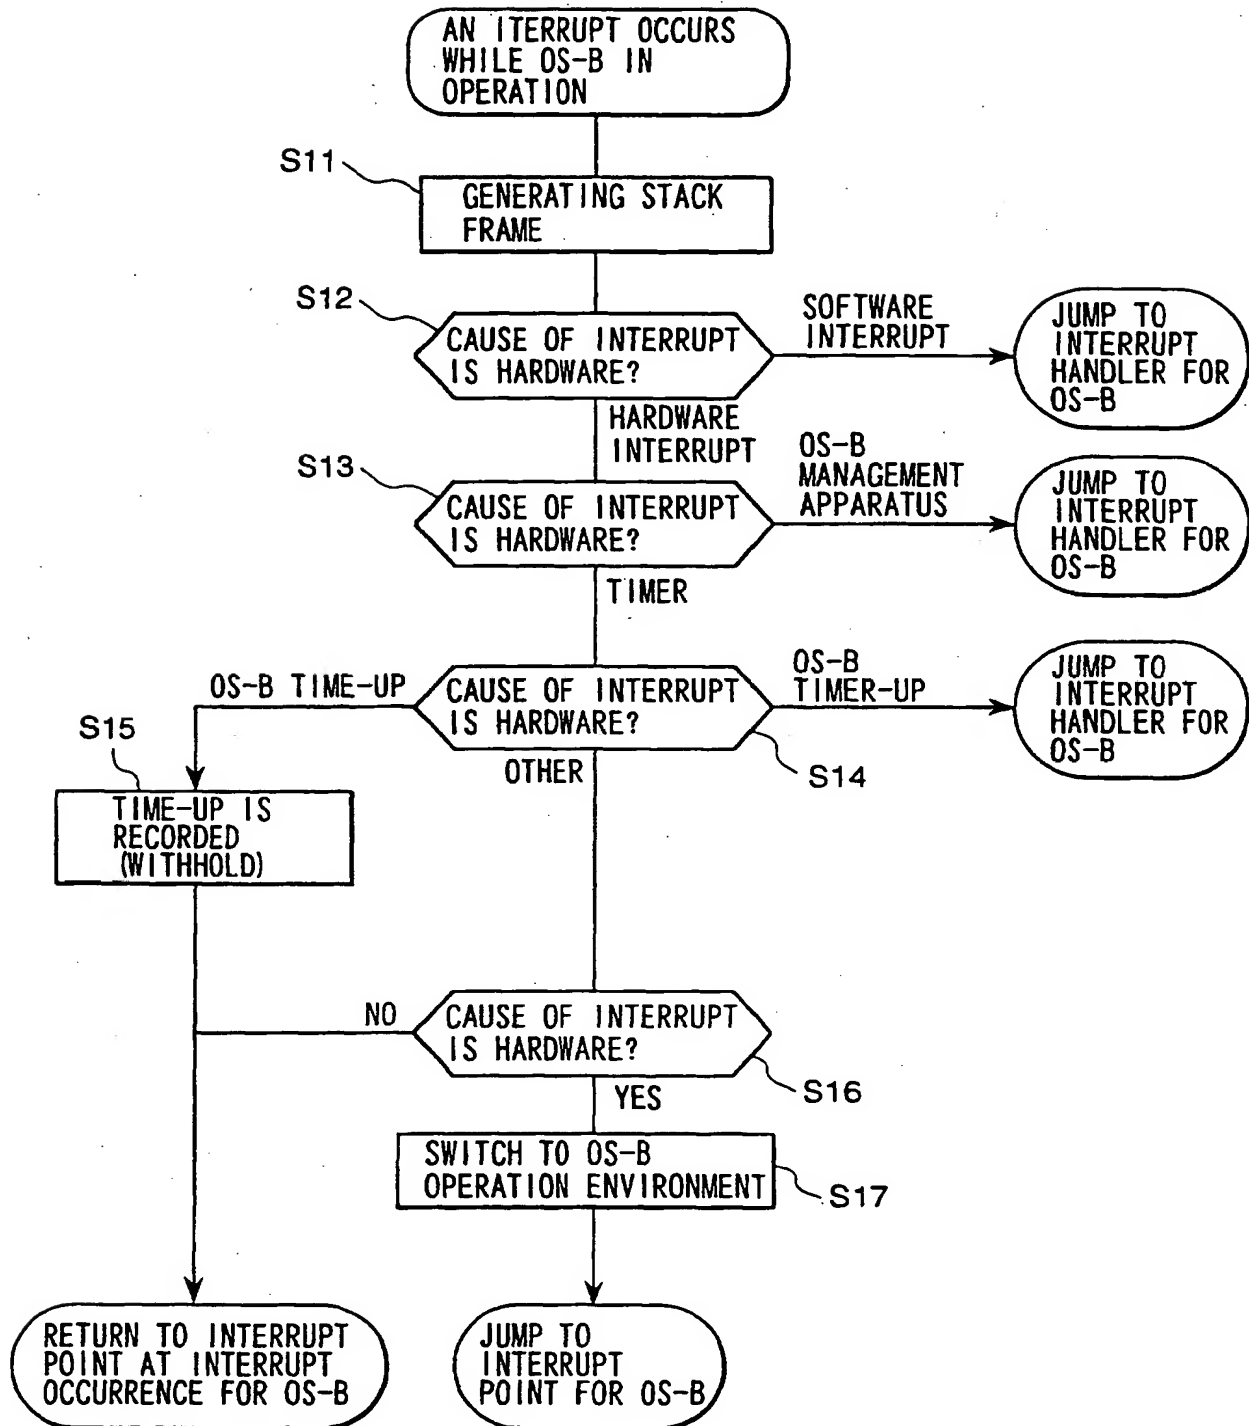 AN ITERRUPT OCCURS
WHILE OS-B IN
OPERATION
S11
GENERATING STACK
FRAME
S12
CAUSE OF INTERRUPT
IS HARDWARE?
SOFTWARE
INTERRUPT
JUMP TO
INTERRUPT
HANDLER FOR
OS-B
HARDWARE
INTERRUPT
S13
CAUSE OF INTERRUPT
IS HARDWARE?
OS-B
MANAGEMENT
APPARATUS
JUMP TO
INTERRUPT
HANDLER FOR
OS-B
TIMER
OS-B TIME-UP
CAUSE OF INTERRUPT
IS HARDWARE?
OS-B
TIMER-UP
JUMP TO
INTERRUPT
HANDLER FOR
OS-B
S14
S15
OTHER
TIME-UP IS
RECORDED
(WITHHOLD)
NO
CAUSE OF INTERRUPT
IS HARDWARE?
S16
YES
SWITCH TO OS-B
OPERATION ENVIRONMENT
S17
RETURN TO INTERRUPT
POINT AT INTERRUPT
OCCURRENCE FOR OS-B
JUMP TO
INTERRUPT
POINT FOR OS-B